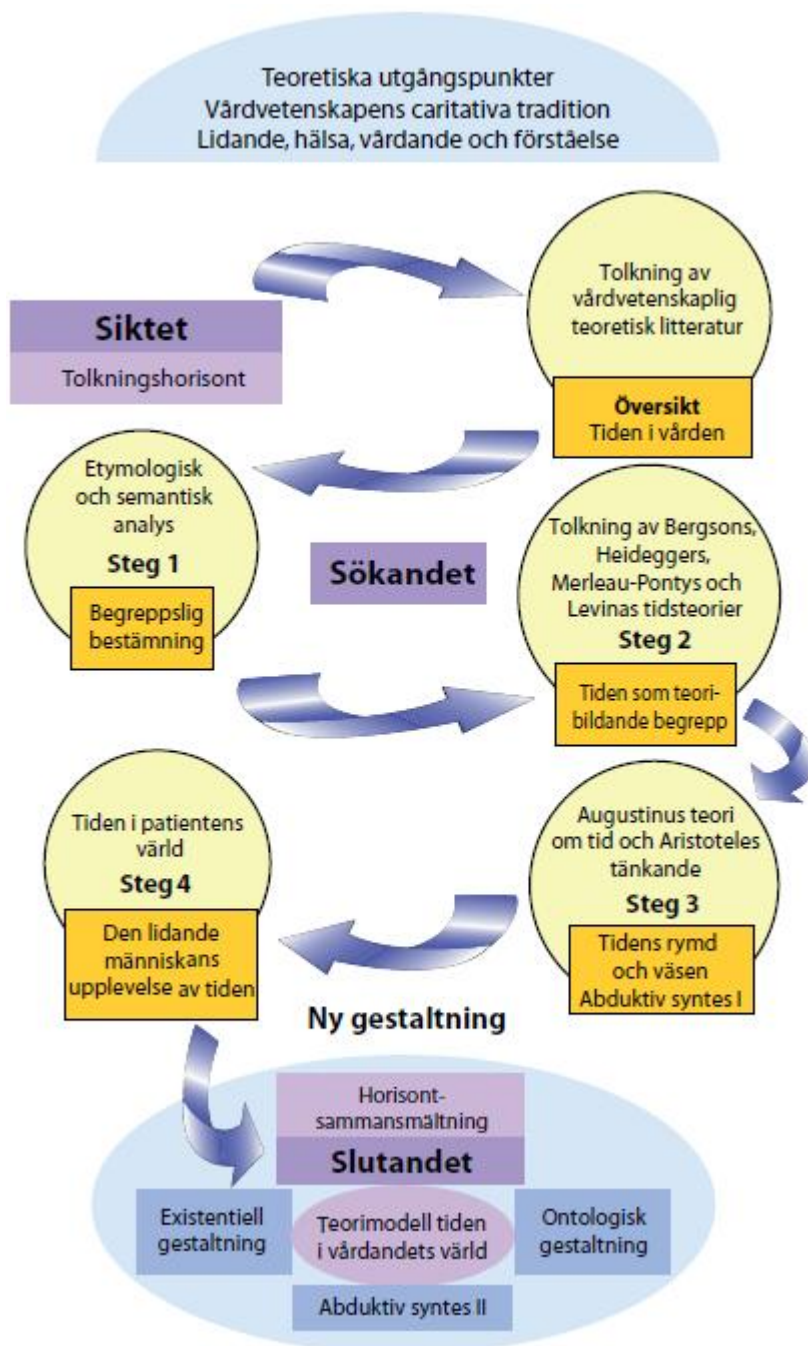 Teoretiska utgångspunkter
Vårdvetenskapens caritativa tradition
Lidande, hälsa, vårdande och förståelse
Siktet
Tolkningshorisont
Tolkning av
vårdvetenskaplig
teoretisk litteratur
Översikt
Tiden i vården
Etymologisk
och semantisk
analys
Steg 1
Begreppslig
bestämning
Sökandet
Tolkning av Bergsons,
Heideggers,
Merleau-Pontys och
Levinas tidsteorier
Steg 2
Tiden som teori-
bildande begrepp
Augustinus teori
om tid och Aristoteles
tänkande
Steg 3
Tidens rymd
och väsen
Abduktiv syntes I
Tiden i patientens
värld
Steg 4
Den lidande
människans
upplevelse av tiden
Ny gestaltning
Horisont-
sammansmältning
Slutandet
Existentiell
gestaltning
Teorimodell tiden
i vårdandets värld
Ontologisk
gestaltning
Abduktiv syntes II